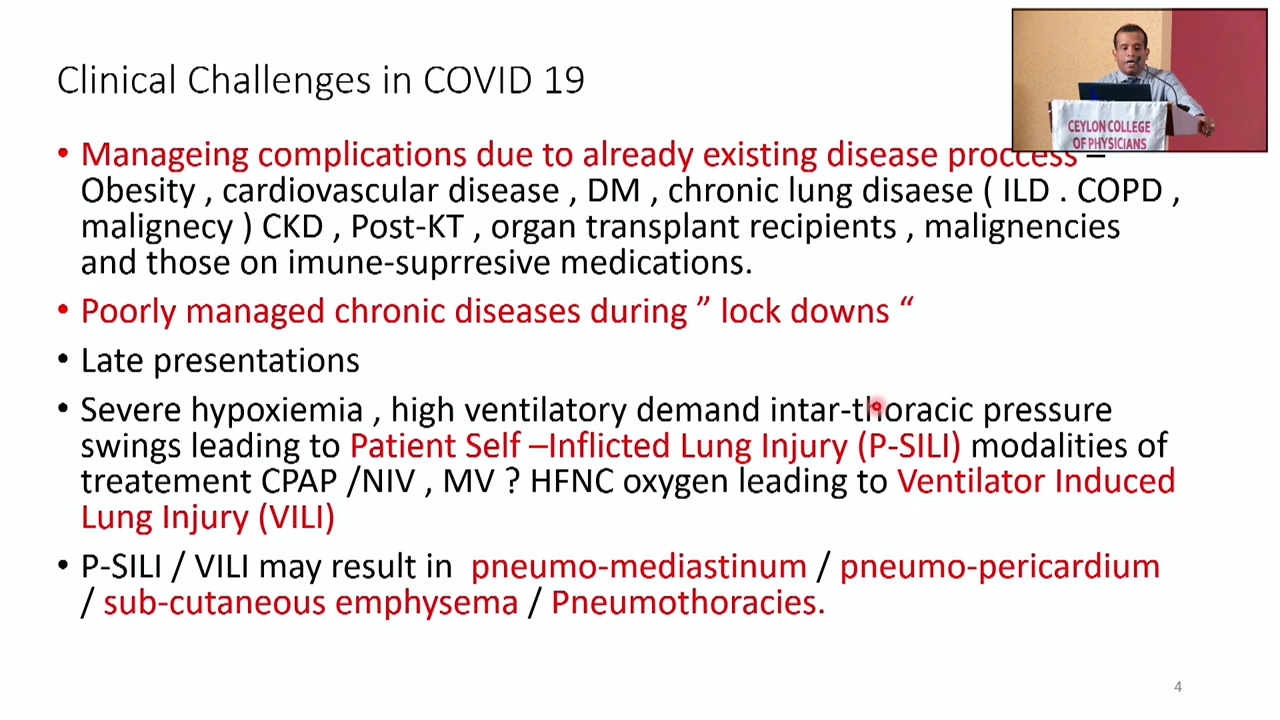 Clinical Challenges in COVID 19
CEYLON COLLEGE
OF PHYSICIANS
• Manageing complications due to already existing disease proccess –
Obesity , cardiovascular disease , DM , chronic lung disaese ( ILD . COPD ,
malignecy ) CKD , Post-KT , organ transplant recipients , malignencies
and those on imune-supрresive medications.
• Poorly managed chronic diseases during ” lock downs “
• Late presentations
• Severe hypoxiemia , high ventilatory demand intar-thoracic pressure
swings leading to Patient Self –Inflicted Lung Injury (P-SILI) modalities of
treatement CPAP /NIV , MV ? HFNC oxygen leading to Ventilator Induced
Lung Injury (VILI)
• P-SILI / VILI may result in pneumo-mediastinum / pneumo-pericardium
/ sub-cutaneous emphysema / Pneumothoracies.
4